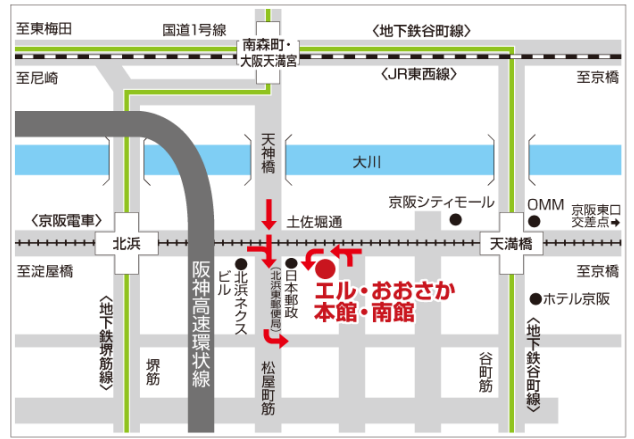 至東梅田
国道1号線
〈地下鉄谷町線〉
南森町・
大阪天満宮
至尼崎
〈JR東西線〉
至京橋
天神橋
大川
京阪シティモール
OMM
京阪東口
交差点➡
〈京阪電車〉
土佐堀通
北浜
天満橋
至淀屋橋
至京橋
阪神高速環状線
北浜ネクス
ビル
(北浜東郵便局)
日本郵政
エル・おおさか
本館・南館
ホテル京阪
〈地下鉄堺筋線〉
堺筋
松屋町筋
谷町筋
〈地下鉄谷町線〉